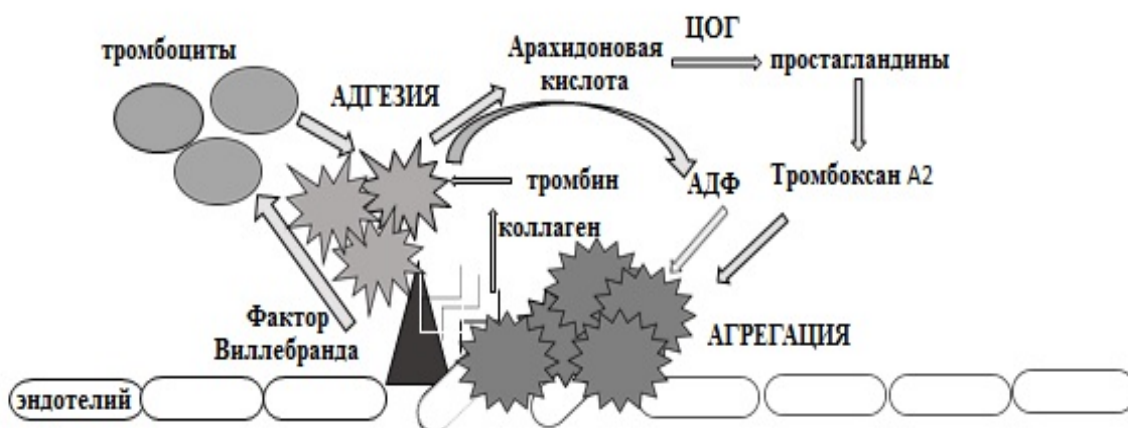 тромбоциты
АДГЕЗИЯ
Арахидоновая
кислота
ЦОГ
простагландины
тромбин
АДФ
Тромбоксан А2
коллаген
Фактор
Виллебранда
АГРЕГАЦИЯ
эндотелий